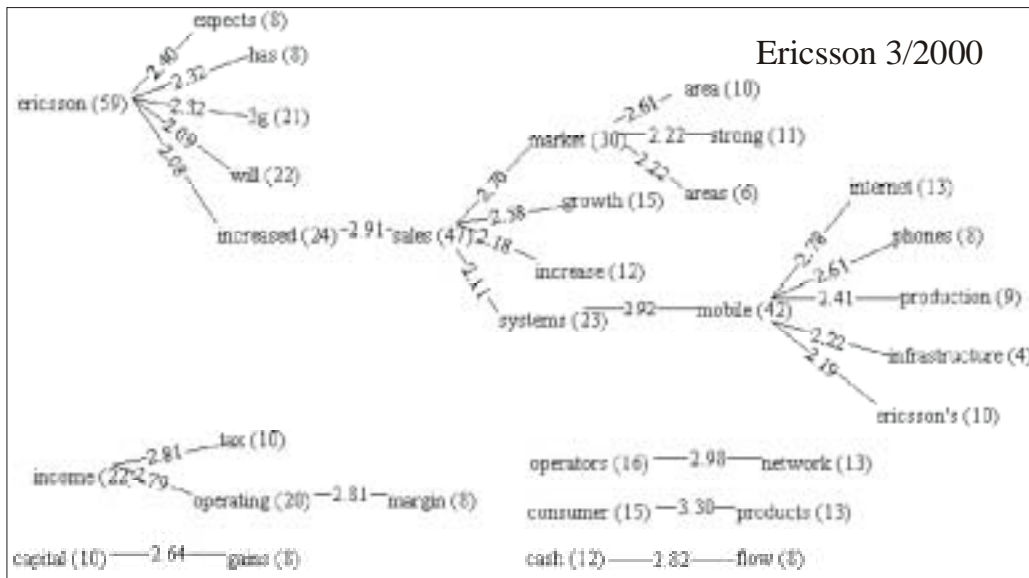 Ericsson 3/2000
expects (8)
2.40
has (8)
2.32
ericsson (59)
2.32
3g (21)
2.09
will (22)
2.08
increased (24)
2.91
sales (47)
2.70
market (30)
2.61
area (10)
2.22
strong (11)
2.22
areas (6)
2.58
growth (15)
2.18
increase (12)
2.11
systems (23)
2.92
mobile (42)
2.78
internet (13)
2.61
phones (8)
2.41
production (9)
2.22
infrastructure (4)
2.19
ericsson's (10)
income (22)
2.81
tax (10)
2.79
operating (20)
2.81
margin (8)
capital (10)
2.64
gains (8)
operators (16)
2.98
network (13)
consumer (15)
3.30
products (13)
cash (12)
2.82
flow (8)